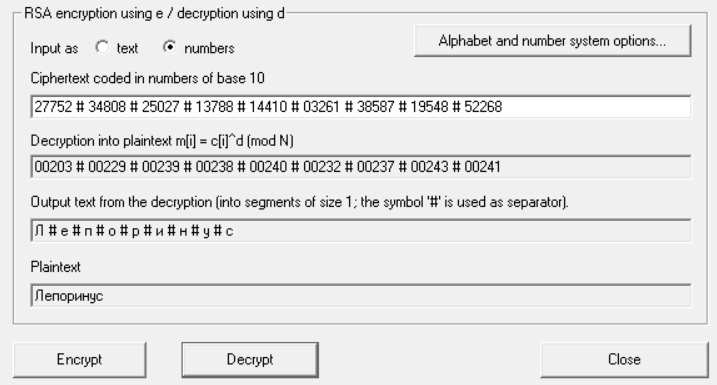 RSA encryption using e / decryption using d
Input as text numbers Alphabet and number system options...
Ciphertext coded in numbers of base 10
27752 # 34808 # 25027 # 13788 # 14410 # 03261 # 38587 # 19548 # 52268
Decryption into plaintext m[i] = c[i]^d (mod N)
00203 # 00229 # 00239 # 00238 # 00240 # 00232 # 00237 # 00243 # 00241
Output text from the decryption (into segments of size 1; the symbol '#' is used as separator).
Л # е # п # о # р # и # н # у # с
Plaintext
Лепоринус
Encrypt Decrypt Close